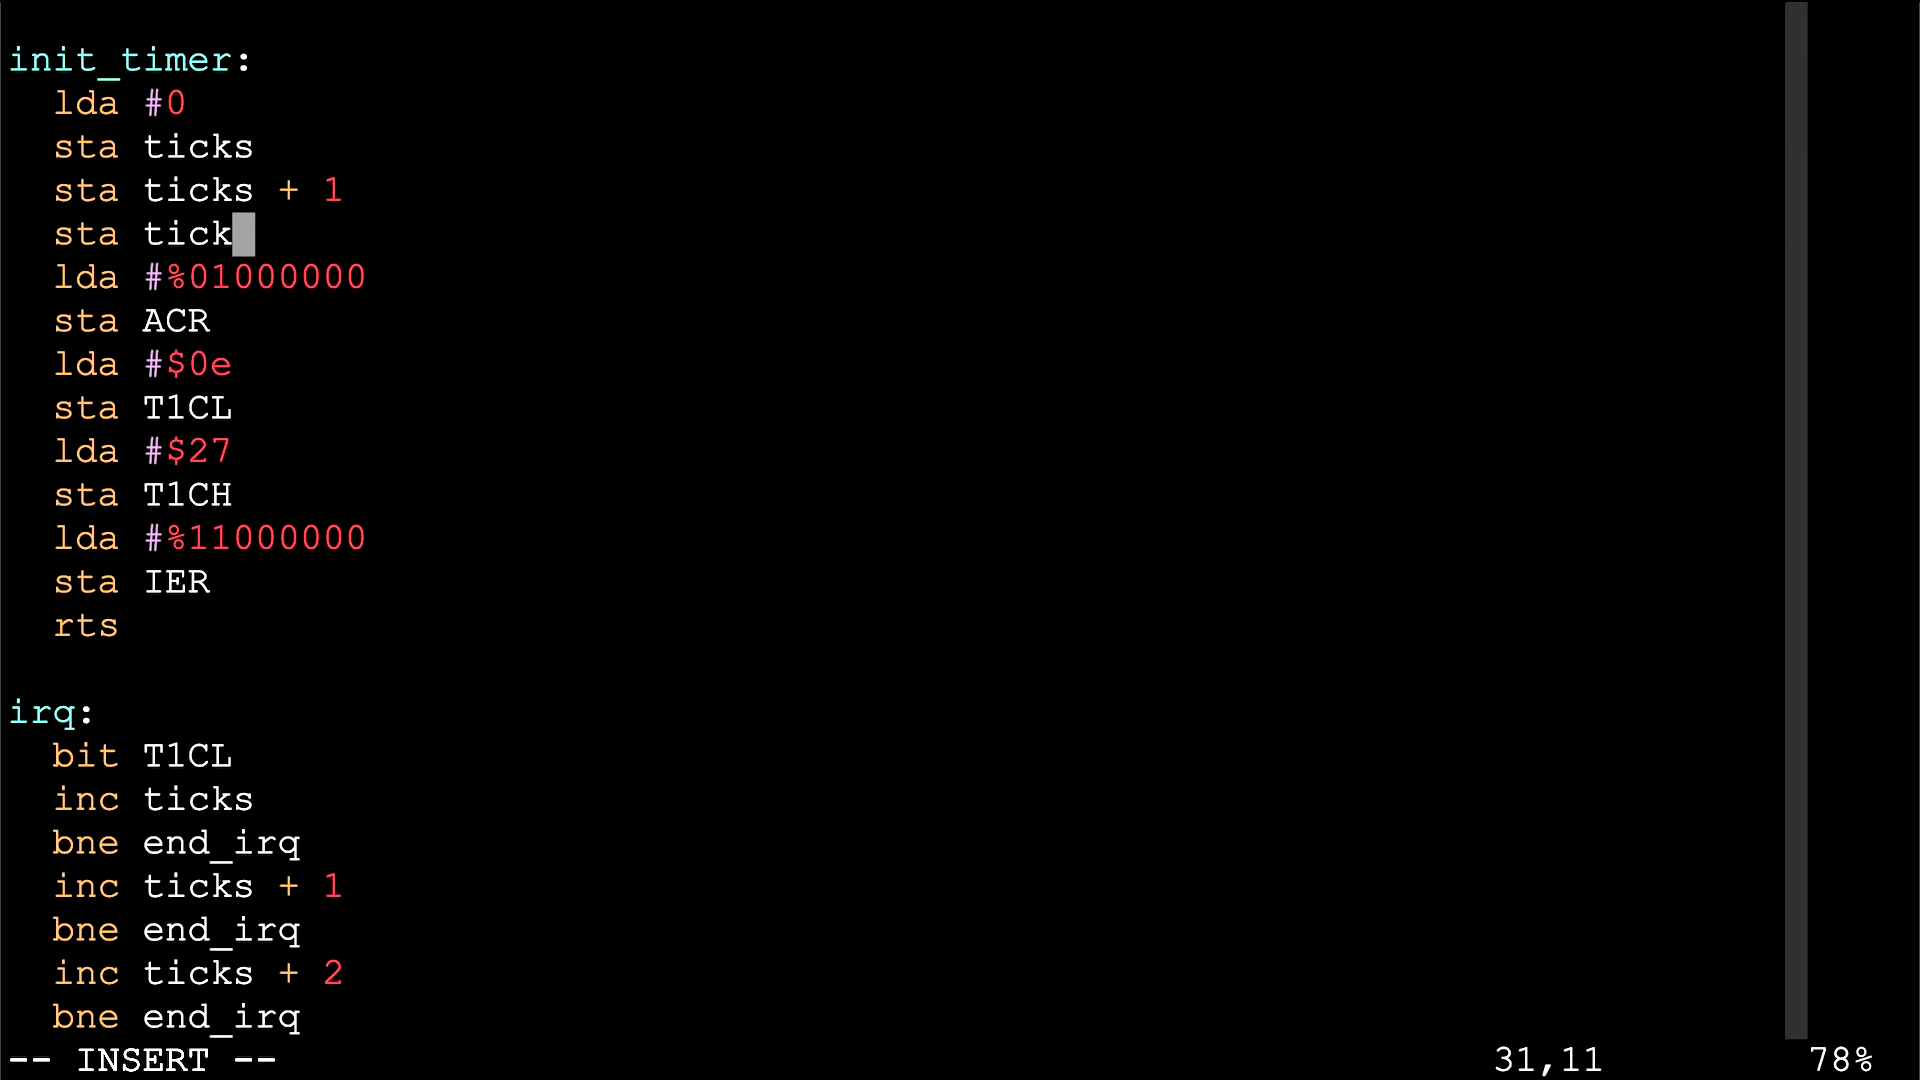 init_timer:
  lda #0
  sta ticks
  sta ticks + 1
  sta tick
  lda #%01000000
  sta ACR
  lda #$0e
  sta T1CL
  lda #$27
  sta T1CH
  lda #%11000000
  sta IER
  rts

irq:
  bit T1CL
  inc ticks
  bne end_irq
  inc ticks + 1
  bne end_irq
  inc ticks + 2
  bne end_irq
-- INSERT -- 31,11 78%